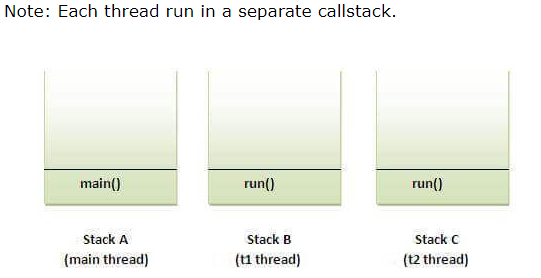 Note: Each thread run in a separate callstack.
main()
run()
run()
Stack A
(main thread)
Stack B
(t1 thread)
Stack C
(t2 thread)